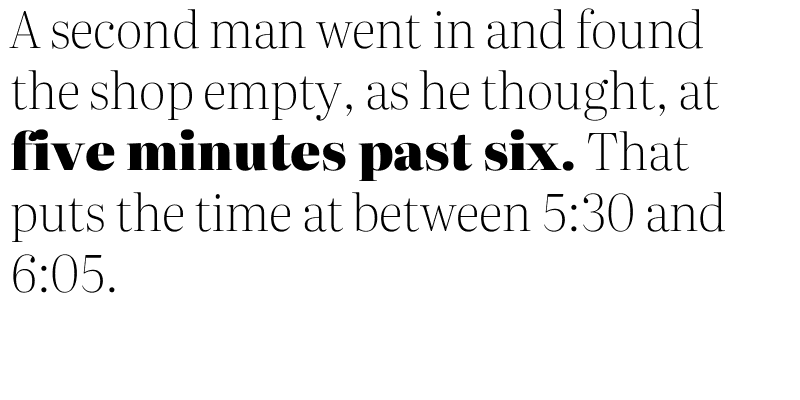 A second man went in and found
the shop empty, as he thought, at
five minutes past six. That
puts the time at between 5:30 and
6:05.